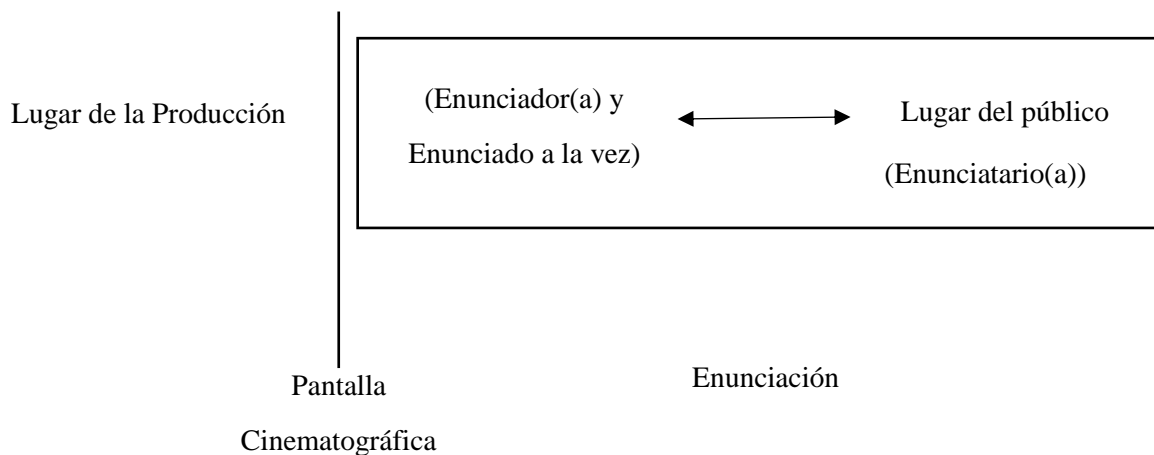 Lugar de la Producción
(Enunciador(a) y
Enunciado a la vez)
Lugar del público
(Enunciatario(a))
Pantalla
Cinematográfica
Enunciación